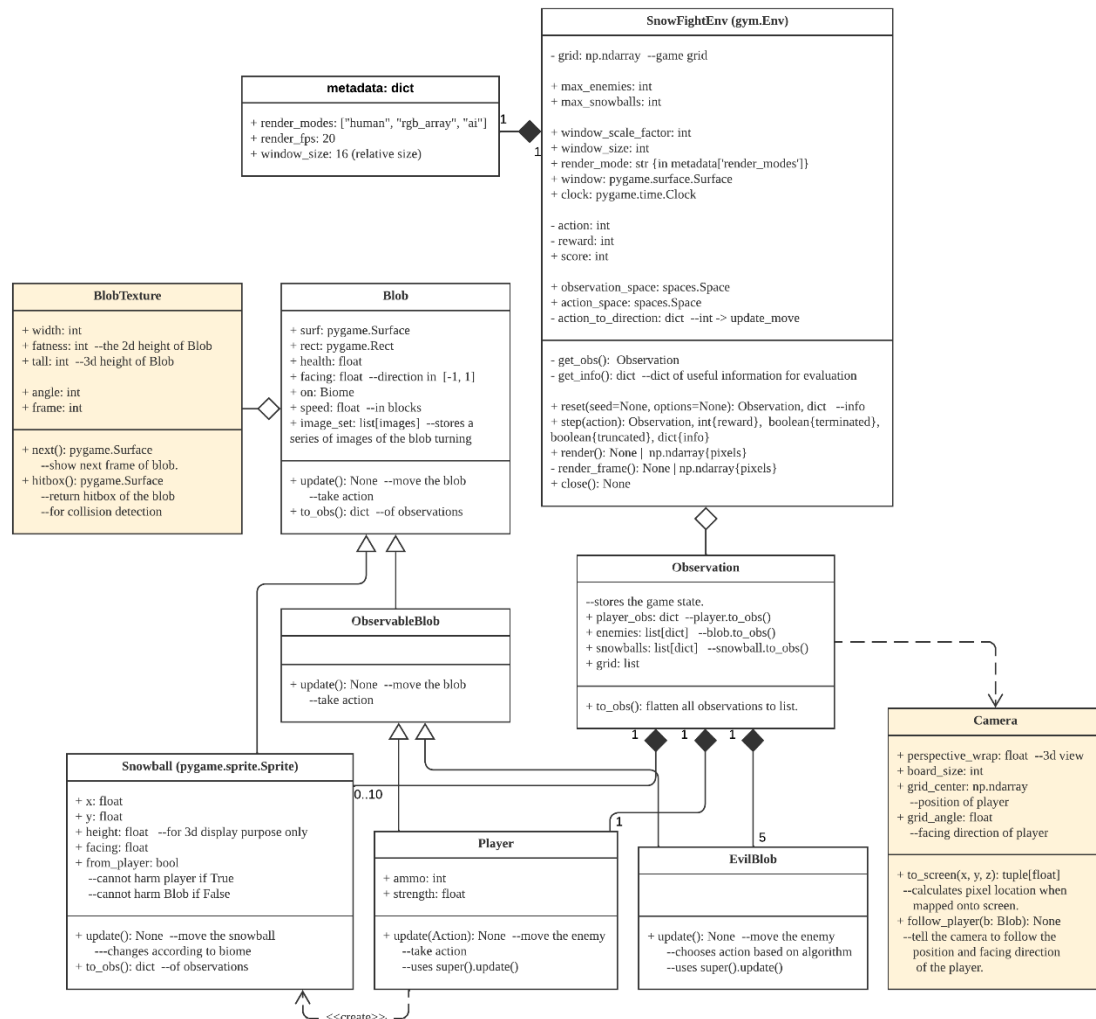 SnowFightEnv (gym.Env)
- grid: np.ndarray --game grid
+ max_enemies: int
+ max_snowballs: int
+ window_scale_factor: int
+ window_size: int
+ render_mode: str {in metadata['render_modes']}
+ window: pygame.surface.Surface
+ clock: pygame.time.Clock
- action: int
- reward: int
+ score: int
+ observation_space: spaces.Space
+ action_space: spaces.Space
- action_to_direction: dict --int -> update_move
- get_obs(): Observation
- get_info(): dict --dict of useful information for evaluation
+ reset(seed=None, options=None): Observation, dict --info
+ step(action): Observation, int{reward}, boolean{terminated},
boolean{truncated}, dict{info}
+ render(): None | np.ndarray{pixels}
- render_frame(): None | np.ndarray{pixels}
+ close(): None
metadata: dict
+ render_modes: ["human", "rgb_array", "ai"]
+ render_fps: 20
+ window_size: 16 (relative size)
1
1
BlobTexture
+ width: int
+ fatness: int --the 2d height of Blob
+ tall: int --3d height of Blob
+ angle: int
+ frame: int
+ next(): pygame.Surface
--show next frame of blob.
+ hitbox(): pygame.Surface
--return hitbox of the blob
--for collision detection
Blob
+ surf: pygame.Surface
+ rect: pygame.Rect
+ health: float
+ facing: float --direction in [-1, 1]
+ on: Biome
+ speed: float --in blocks
+ image_set: list[images] --stores a
series of images of the blob turning
+ update(): None --move the blob
--take action
+ to_obs(): dict --of observations
Observation
--stores the game state.
+ player_obs: dict --player.to_obs()
+ enemies: list[dict] --blob.to_obs()
+ snowballs: list[dict] --snowball.to_obs()
+ grid: list
+ to_obs(): flatten all observations to list.
1
1
1
ObservableBlob
+ update(): None --move the blob
--take action
Camera
+ perspective_wrap: float --3d view
+ board_size: int
+ grid_center: np.ndarray
--position of player
+ grid_angle: float
--facing direction of player
+ to_screen(x, y, z): tuple[float]
--calculates pixel location when
mapped onto screen.
+ follow_player(b: Blob): None
--tell the camera to follow the
position and facing direction
of the player.
Snowball (pygame.sprite.Sprite)
+ x: float
+ y: float
+ height: float --for 3d display purpose only
+ facing: float
+ from_player: bool
--cannot harm player if True
--cannot harm Blob if False
+ update(): None --move the snowball
---changes according to biome
+ to_obs(): dict --of observations
0..10
1
5
Player
+ ammo: int
+ strength: float
+ update(Action): None --move the enemy
--take action
--uses super().update()
EvilBlob
+ update(): None --move the enemy
--chooses action based on algorithm
--uses super().update()
<<create>>